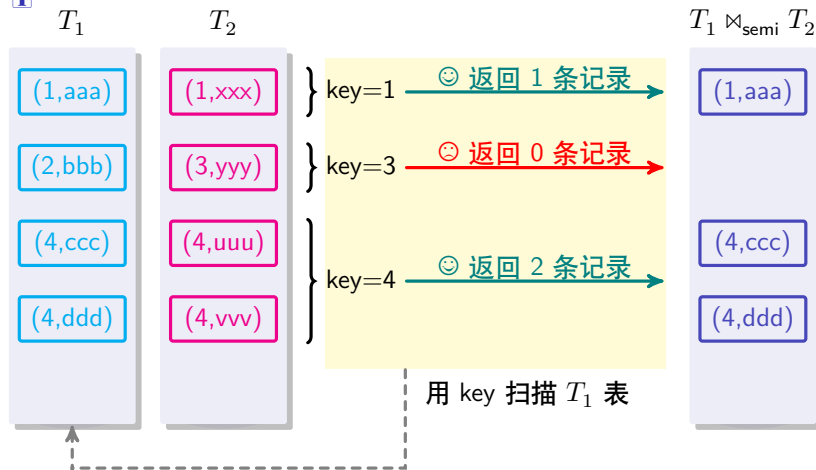 T₁ T₂ T₁ ⋈semi T₂
(1,aaa) (1,xxx) key=1 ☺ 返回 1 条记录 (1,aaa)
(2,bbb) (3,yyy) key=3 ☹ 返回 0 条记录
(4,ccc) (4,uuu) key=4 ☺ 返回 2 条记录 (4,ccc)
(4,ddd) (4,vvv) (4,ddd)
用 key 扫描 T₁ 表